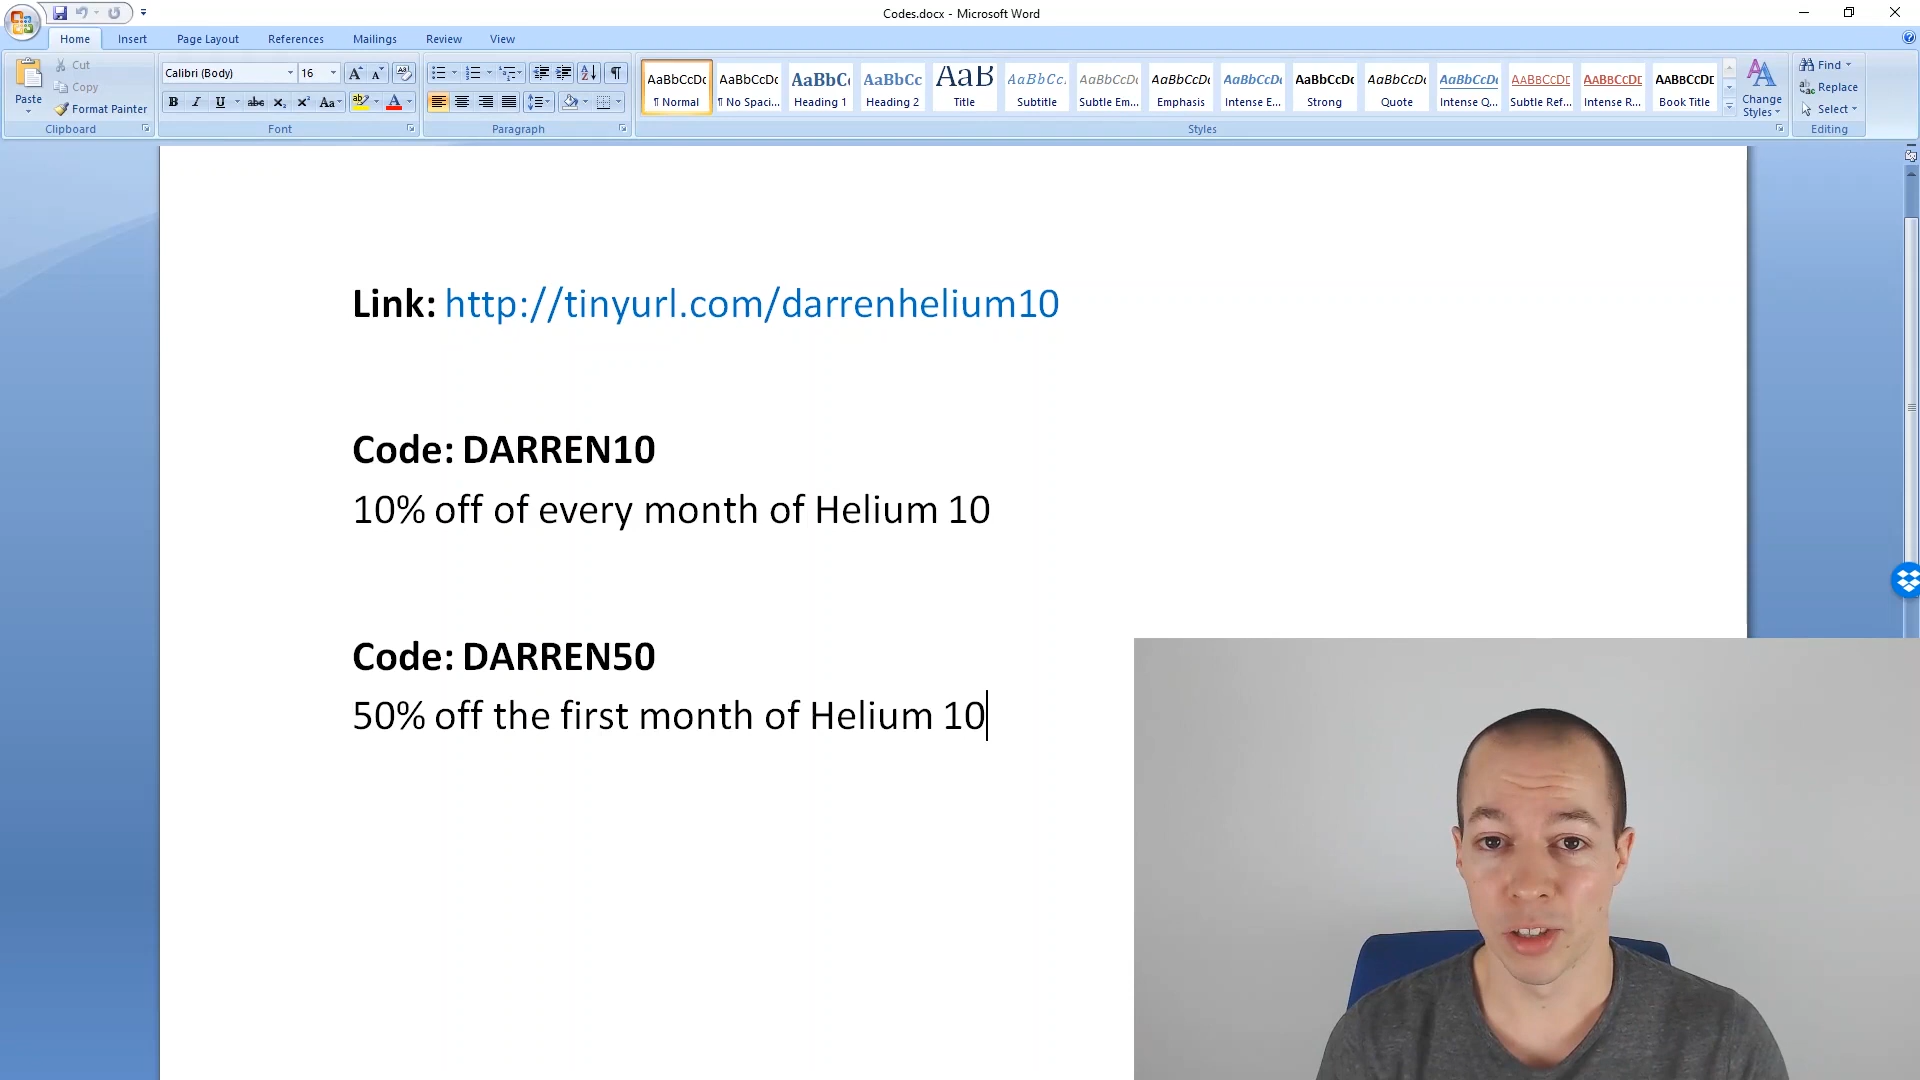 Codes.docx - Microsoft Word
Home Insert Page Layout References Mailings Review View
Paste
Cut
Copy
Format Painter
Clipboard
Calibri (Body) 16
B I U abc X₂ X² Aa
Font
Paragraph
AaBbCcDc AaBbCcDc AaBbC AaBbCc AaB AaBbCc. AaBbCcDc AaBbCcDc AaBbCcDc AaBbCcDc AaBbCcDc AaBbCcDc AABBCCDE AABBCCDE AABBCCDE
¶ Normal ¶ No Spaci... Heading 1 Heading 2 Title Subtitle Subtle Em... Emphasis Intense E... Strong Quote Intense Q... Subtle Ref... Intense R... Book Title
Change
Styles
Styles
Find
Replace
Select
Editing
Link: http://tinyurl.com/darrenhelium10
Code: DARREN10
10% off of every month of Helium 10
Code: DARREN50
50% off the first month of Helium 10